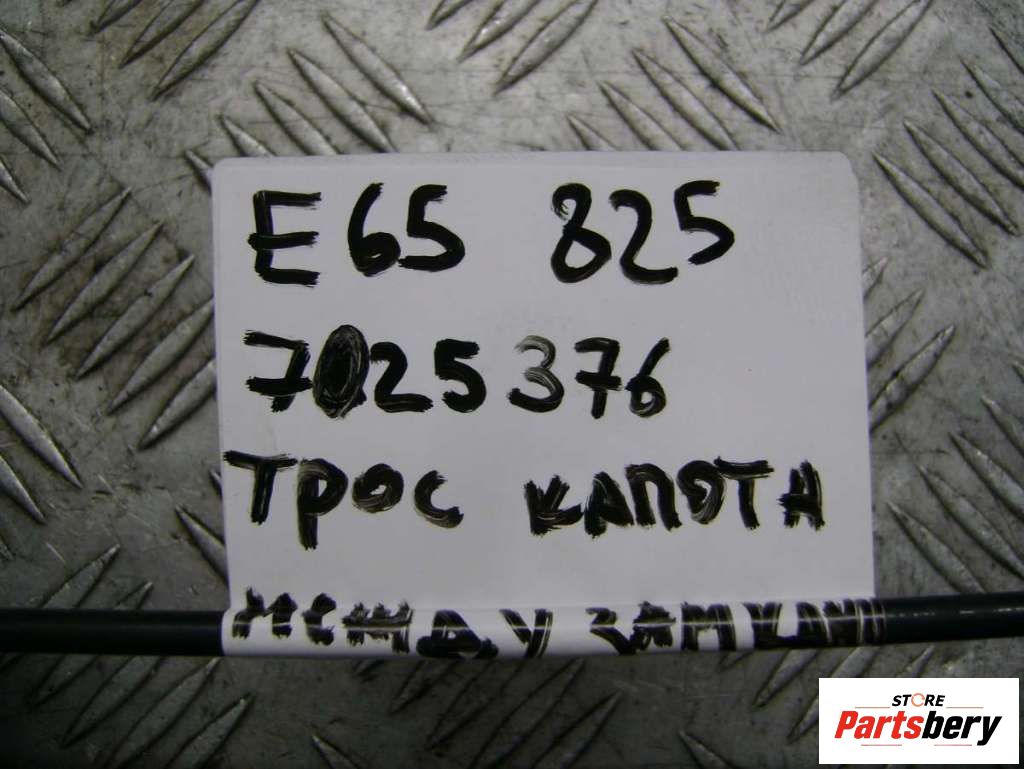 E65 825
7025376
ТРОС КАПОТА
МЕЖДУ ЗАМКАМИ
STORE
Partsbery